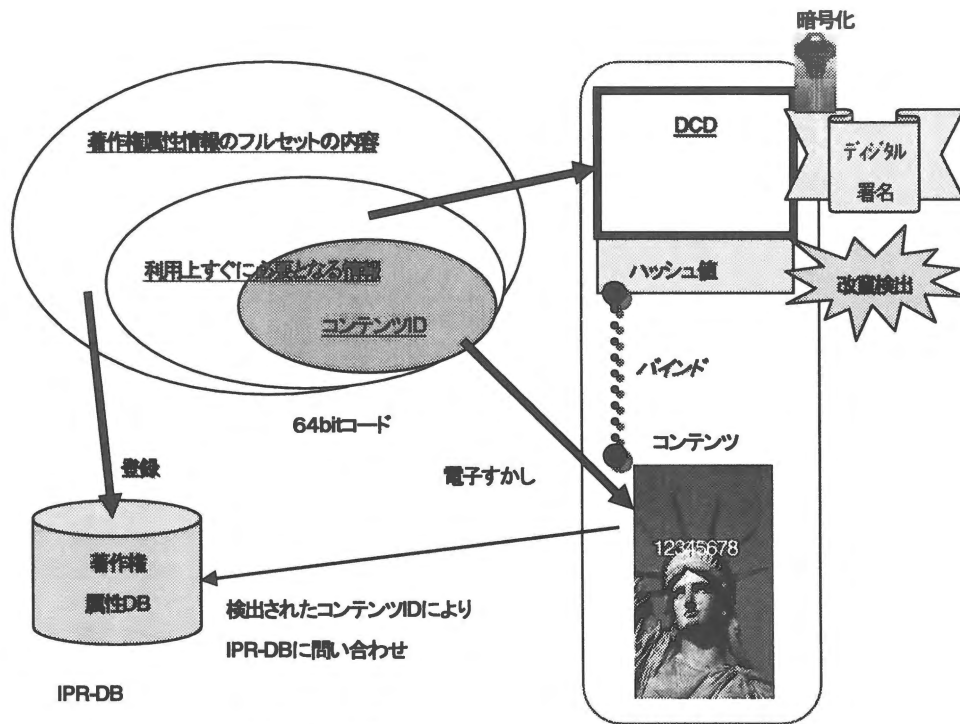 暗号化
DCD
著作権属性情報のフルセットの内容
ディジタル
署名
利用上すぐに必要となる情報
ハッシュ値
改竄検出
コンテンツID
バインド
64bitコード
コンテンツ
登録
電子すかし
12345678
著作権
属性DB
検出されたコンテンツIDにより
IPR-DBに問い合わせ
IPR-DB